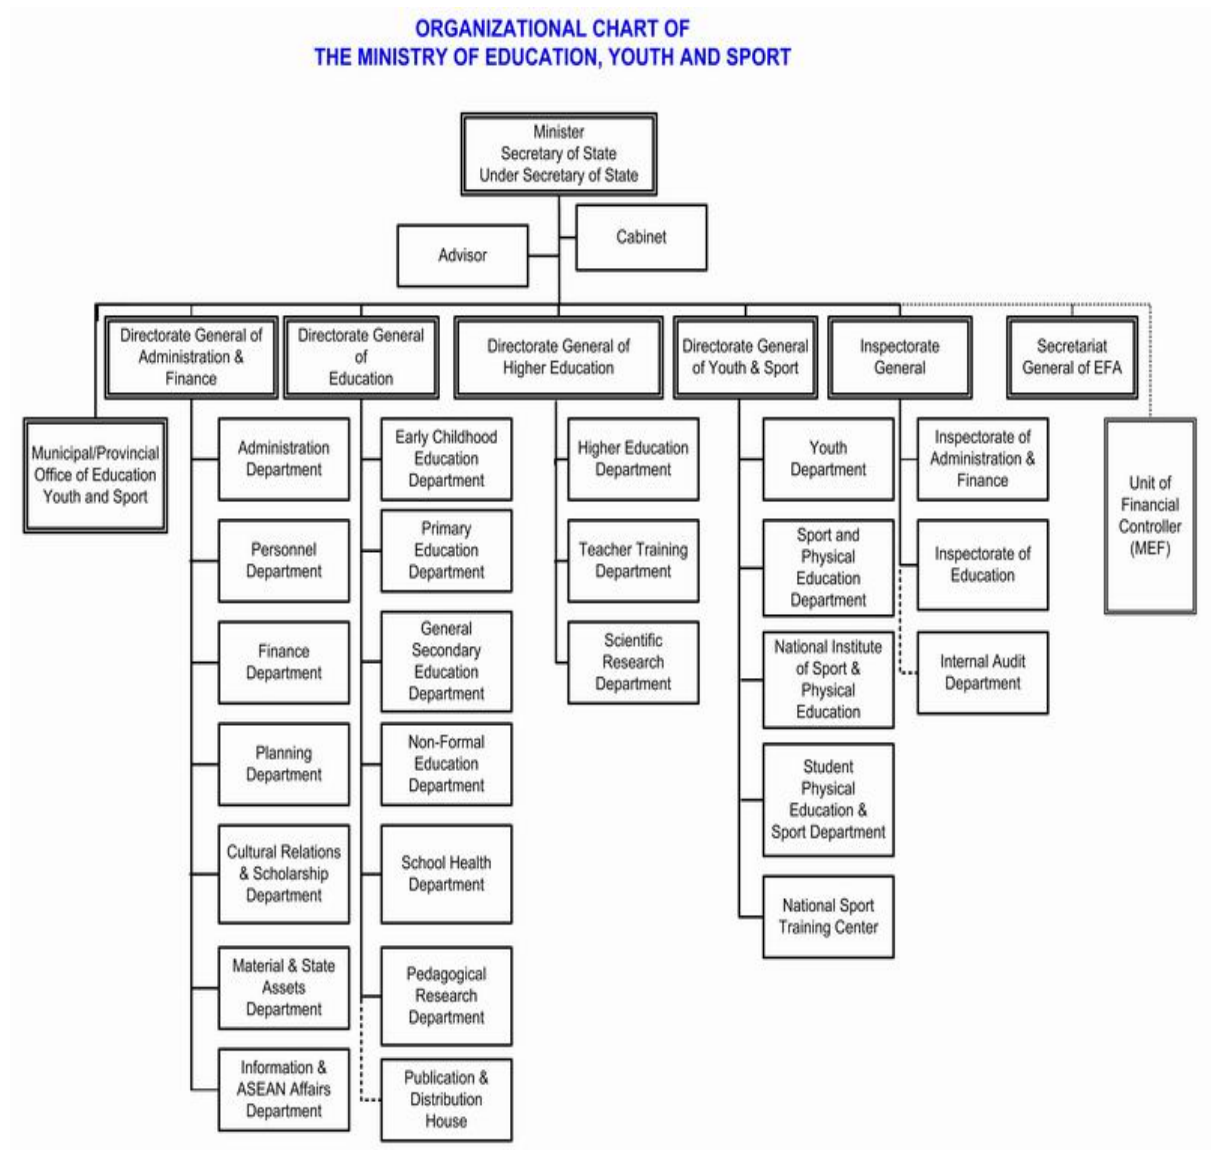 ORGANIZATIONAL CHART OF
THE MINISTRY OF EDUCATION, YOUTH AND SPORT
Minister
Secretary of State
Under Secretary of State
Cabinet
Advisor
Directorate General of
Administration &
Finance
Directorate General
of
Education
Directorate General of
Higher Education
Directorate General
of Youth & Sport
Inspectorate
General
Secretariat
General of EFA
Municipal/Provincial
Office of Education
Youth and Sport
Unit of
Financial
Controller
(MEF)
Administration
Department
Personnel
Department
Finance
Department
Planning
Department
Cultural Relations
& Scholarship
Department
Material & State
Assets
Department
Information &
ASEAN Affairs
Department
Early Childhood
Education
Department
Primary
Education
Department
General
Secondary
Education
Department
Non-Formal
Education
Department
School Health
Department
Pedagogical
Research
Department
Publication &
Distribution
House
Higher Education
Department
Teacher Training
Department
Scientific
Research
Department
Youth
Department
Sport and
Physical
Education
Department
National Institute
of Sport &
Physical
Education
Student
Physical
Education &
Sport Department
National Sport
Training Center
Inspectorate of
Administration &
Finance
Inspectorate of
Education
Internal Audit
Department